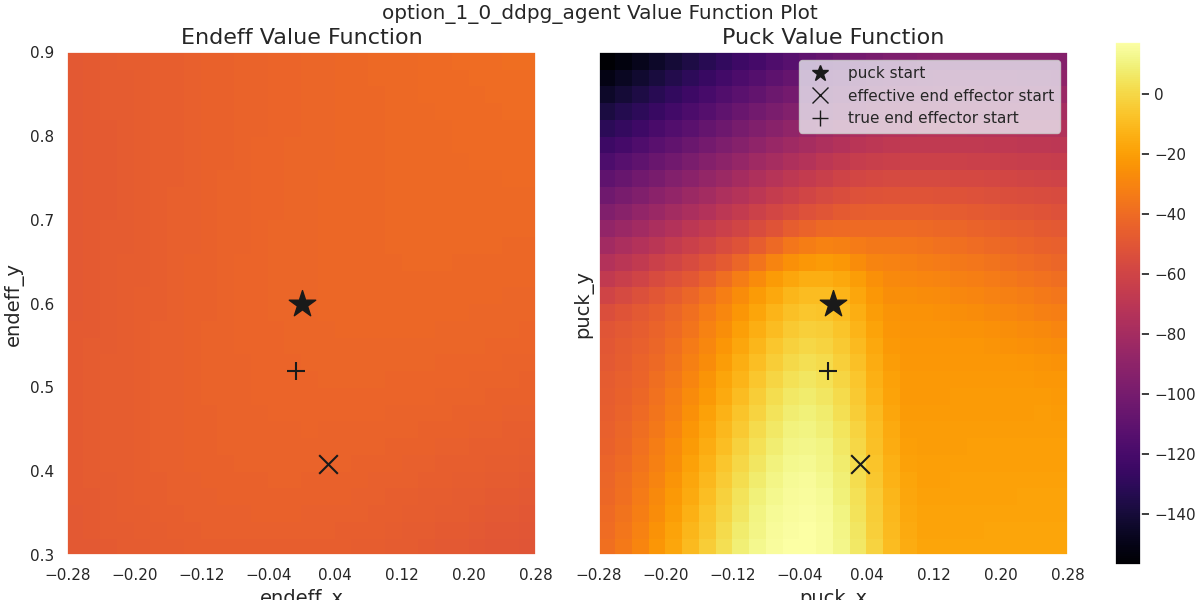 option_1_0_ddpg_agent Value Function Plot
Endeff Value Function
Puck Value Function
puck start
effective end effector start
true end effector start
endeff_y
0.9
0.8
0.7
0.6
0.5
0.4
0.3
−0.28 −0.20 −0.12 −0.04 0.04 0.12 0.20 0.28
endeff_x
puck_y
−0.28 −0.20 −0.12 −0.04 0.04 0.12 0.20 0.28
puck_x
0
−20
−40
−60
−80
−100
−120
−140